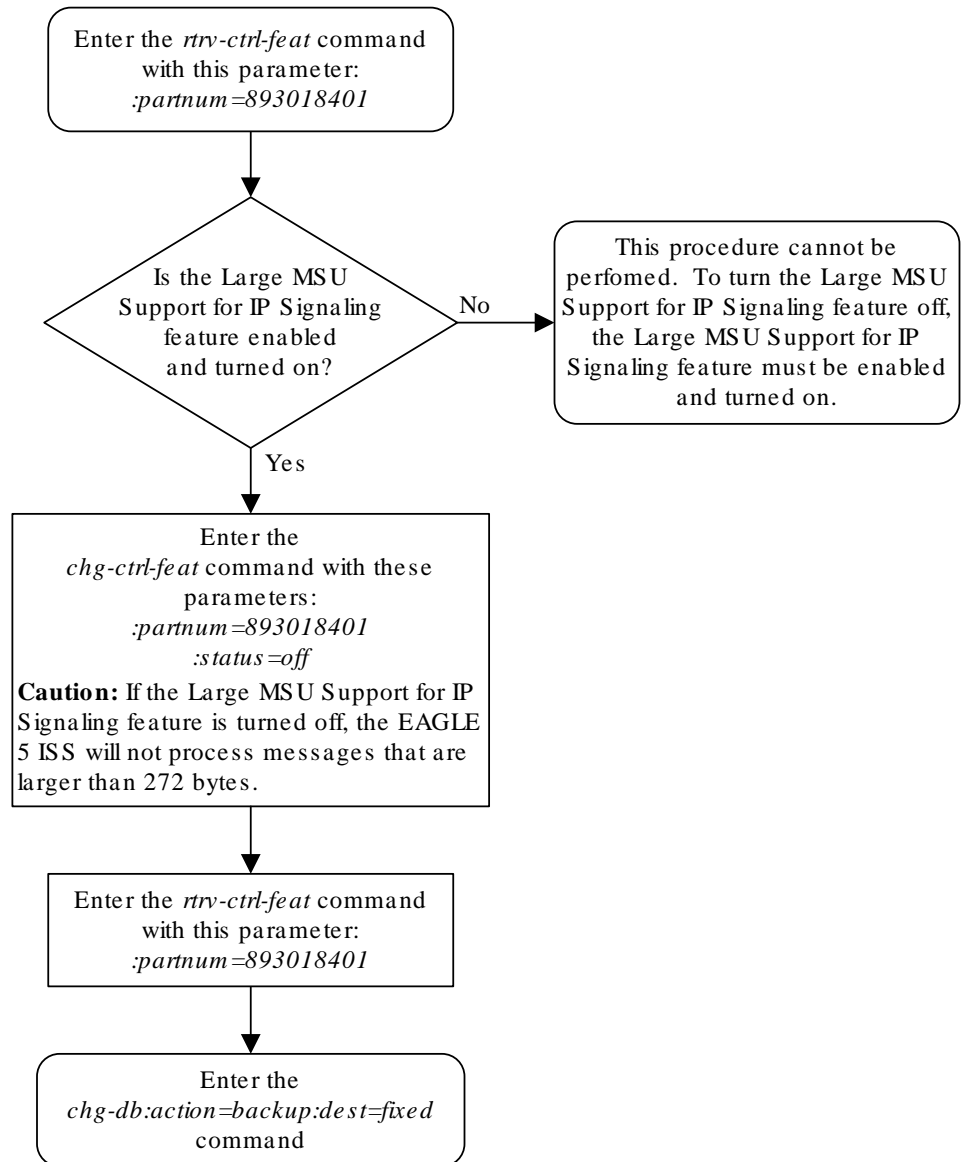 Enter the rtrv-ctrl-feat command
with this parameter:
:partnum=893018401
Is the Large MSU
Support for IP Signaling
feature enabled
and turned on?
No
This procedure cannot be
perfomed. To turn the Large MSU
Support for IP Signaling feature off,
the Large MSU Support for IP
Signaling feature must be enabled
and turned on.
Yes
Enter the
chg-ctrl-feat command with these
parameters:
:partnum=893018401
:status=off
Caution: If the Large MSU Support for IP
Signaling feature is turned off, the EAGLE
5 ISS will not process messages that are
larger than 272 bytes.
Enter the rtrv-ctrl-feat command
with this parameter:
:partnum=893018401
Enter the
chg-db:action=backup:dest=fixed
command